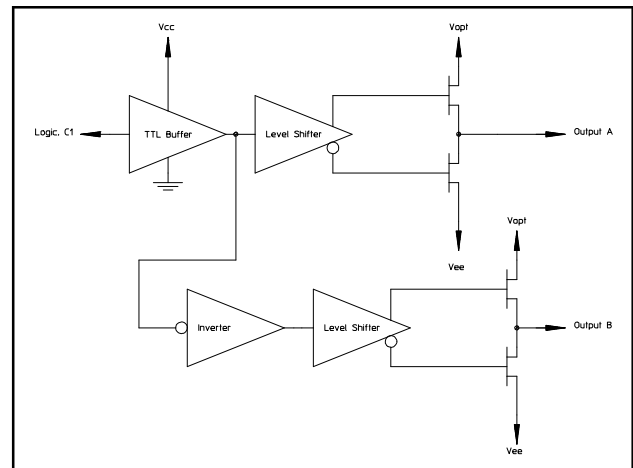 Vcc
Vopt
Logic, C1
TTL Buffer
Level Shifter
Output A
Vee
Vopt
Inverter
Level Shifter
Output B
Vee